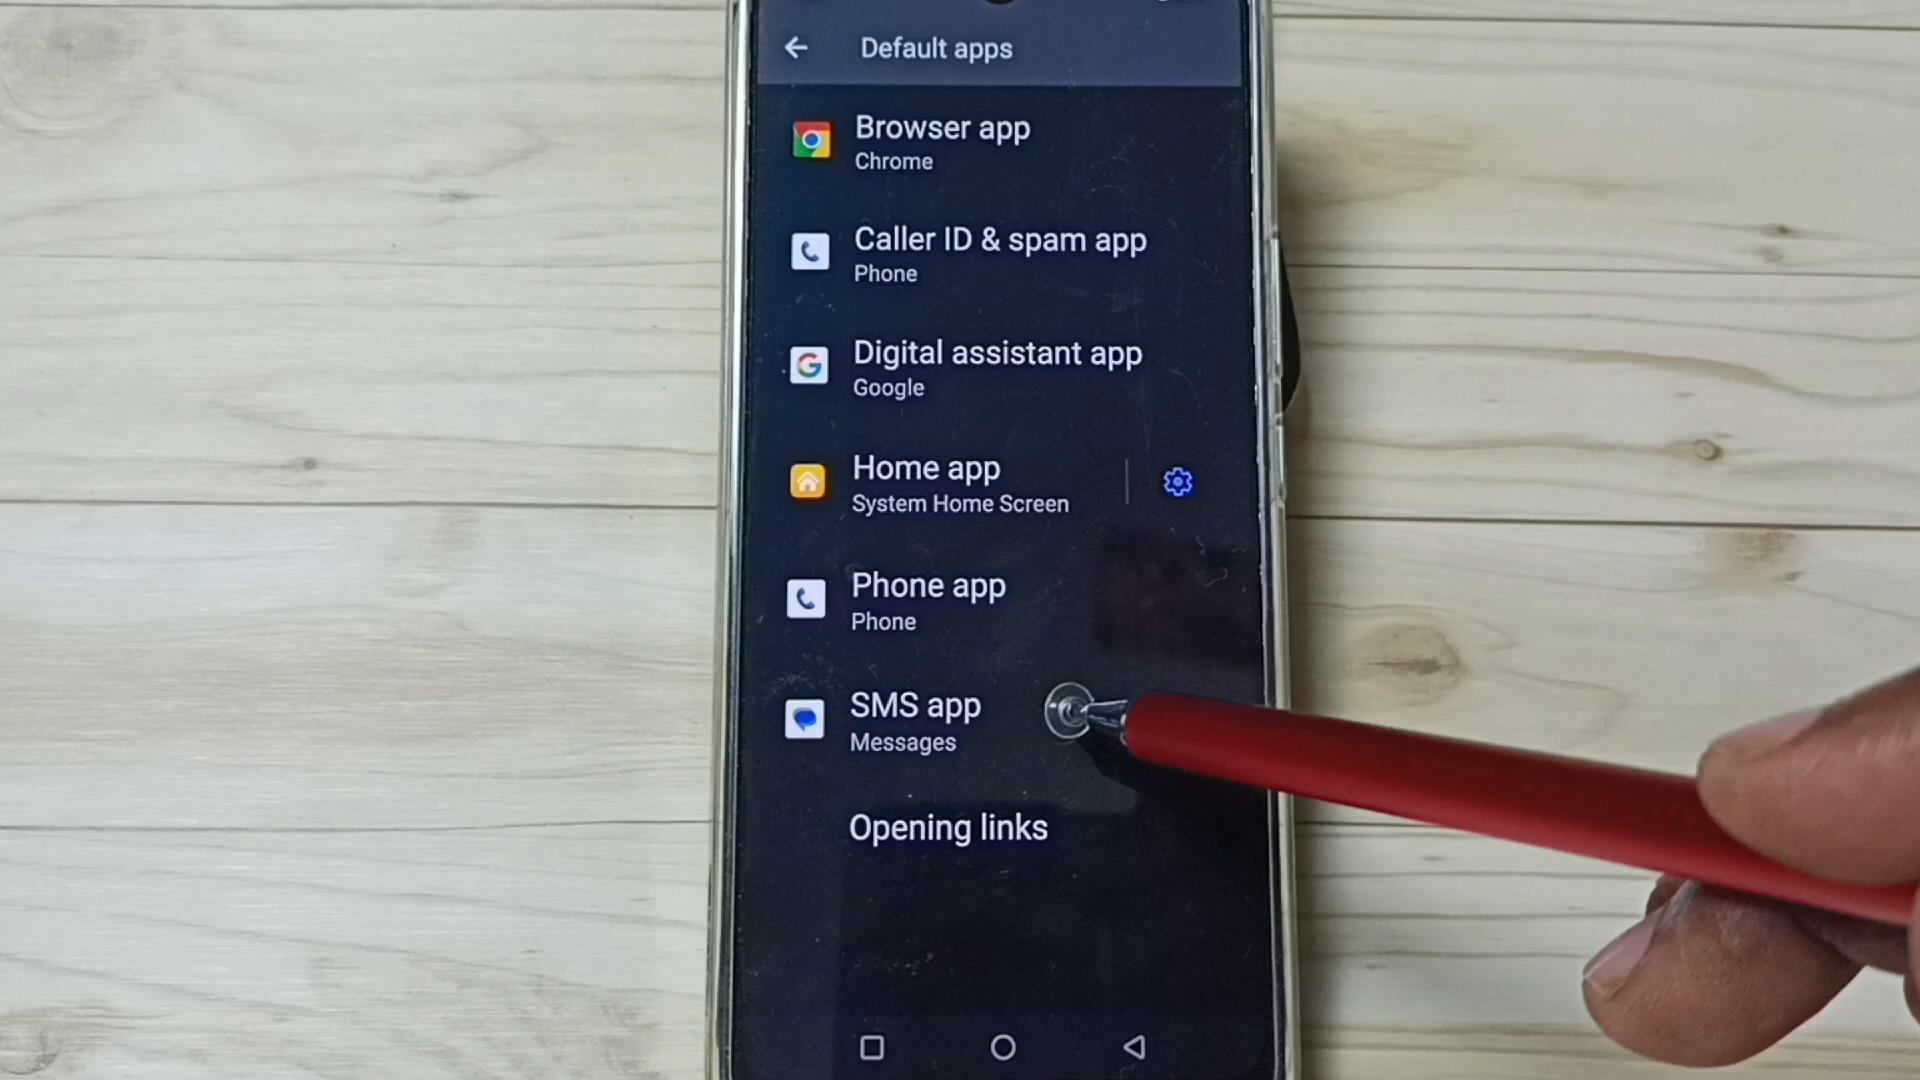 Default apps
Browser app
Chrome
Caller ID & spam app
Phone
Digital assistant app
Google
Home app
System Home Screen
Phone app
Phone
SMS app
Messages
Opening links